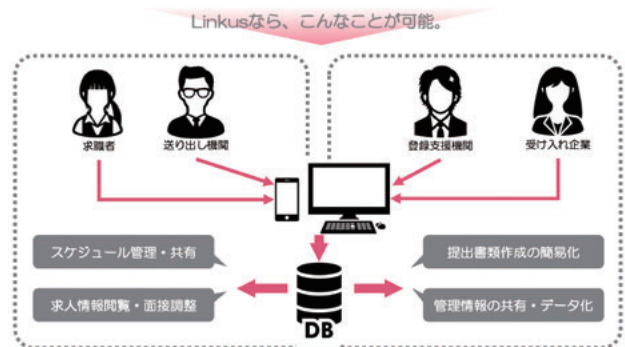 Linkusなら、こんなことが可能。
求職者
送り出し機関
登録支援機関
受け入れ企業
スケジュール管理・共有
提出書類作成の簡易化
求人情報閲覧・面接調整
管理情報の共有・データ化
DB